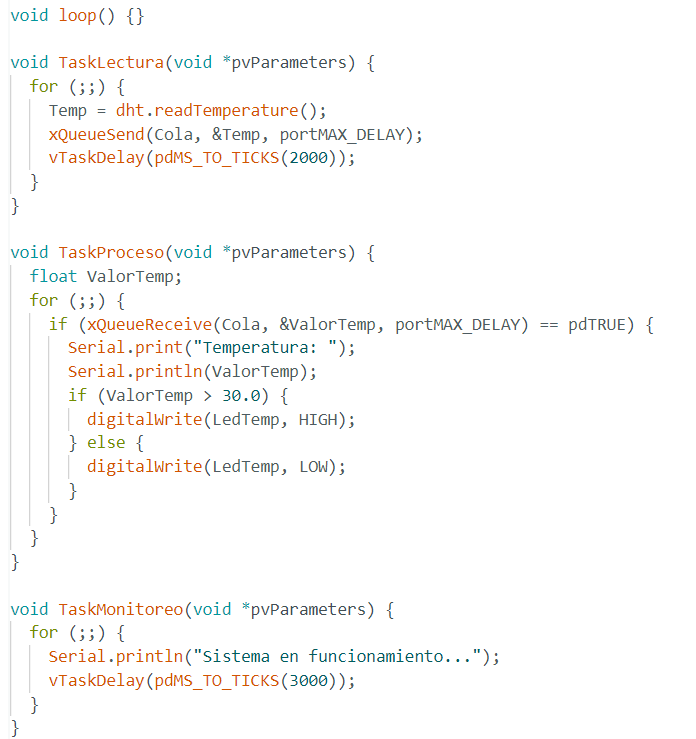 void loop() {}

void TaskLectura(void *pvParameters) {
  for (;;) {
    Temp = dht.readTemperature();
    xQueueSend(Cola, &Temp, portMAX_DELAY);
    vTaskDelay(pdMS_TO_TICKS(2000));
  }
}

void TaskProceso(void *pvParameters) {
  float ValorTemp;
  for (;;) {
    if (xQueueReceive(Cola, &ValorTemp, portMAX_DELAY) == pdTRUE) {
      Serial.print("Temperatura: ");
      Serial.println(ValorTemp);
      if (ValorTemp > 30.0) {
        digitalWrite(LedTemp, HIGH);
      } else {
        digitalWrite(LedTemp, LOW);
      }
    }
  }
}

void TaskMonitoreo(void *pvParameters) {
  for (;;) {
    Serial.println("Sistema en funcionamiento...");
    vTaskDelay(pdMS_TO_TICKS(3000));
  }
}